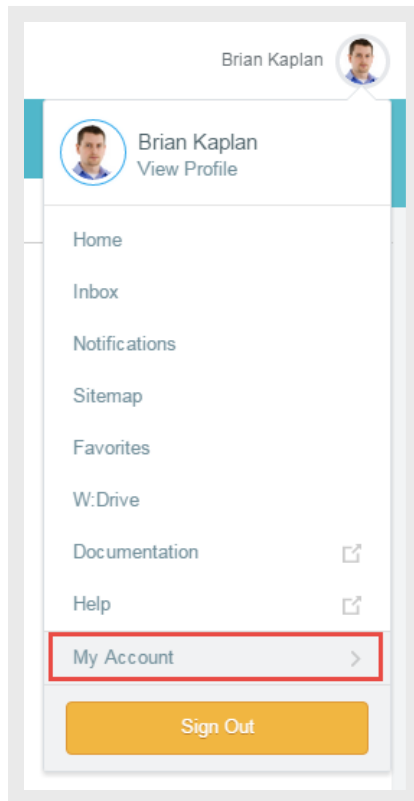 Brian Kaplan
Brian Kaplan
View Profile
Home
Inbox
Notifications
Sitemap
Favorites
W:Drive
Documentation
Help
My Account
Sign Out